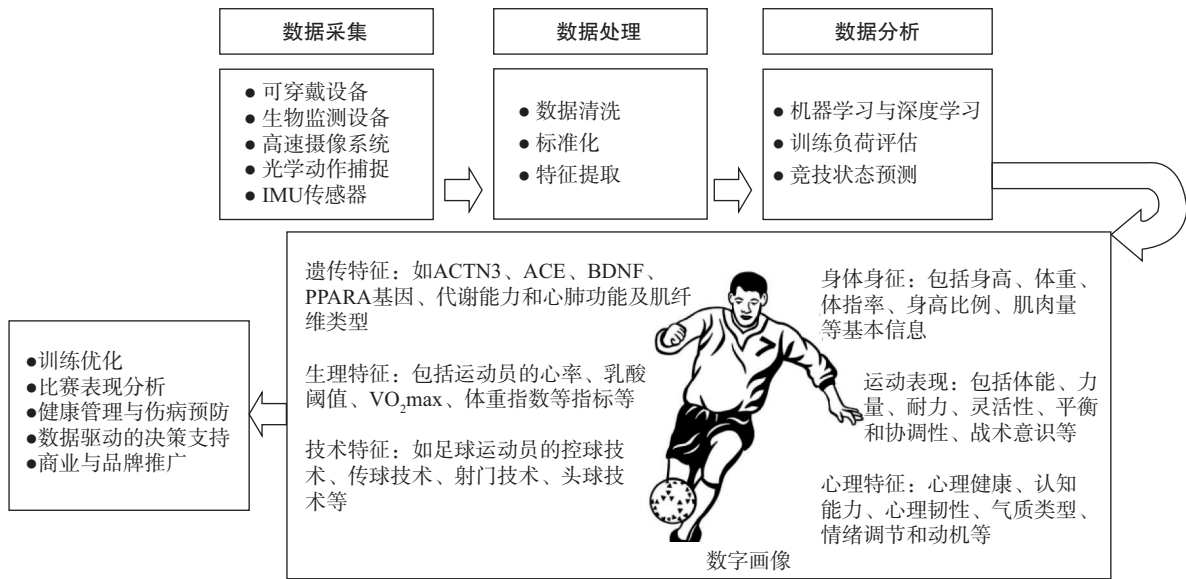 数据采集
数据处理
数据分析
● 可穿戴设备
● 生物监测设备
● 高速摄像系统
● 光学动作捕捉
● IMU传感器
● 数据清洗
● 标准化
● 特征提取
● 机器学习与深度学习
● 训练负荷评估
● 竞技状态预测
遗传特征：如ACTN3、ACE、BDNF、
PPARA基因、代谢能力和心肺功能及肌纤
维类型
生理特征：包括运动员的心率、乳酸
阈值、VO₂max、体重指数等指标等
技术特征：如足球运动员的控球技
术、传球技术、射门技术、头球技
术等
身体身征：包括身高、体重、
体指率、身高比例、肌肉量
等基本信息
运动表现：包括体能、力
量、耐力、灵活性、平衡
和协调性、战术意识等
心理特征：心理健康、认知
能力、心理韧性、气质类型、
情绪调节和动机等
7
数字画像
●训练优化
●比赛表现分析
●健康管理与伤病预防
●数据驱动的决策支持
●商业与品牌推广